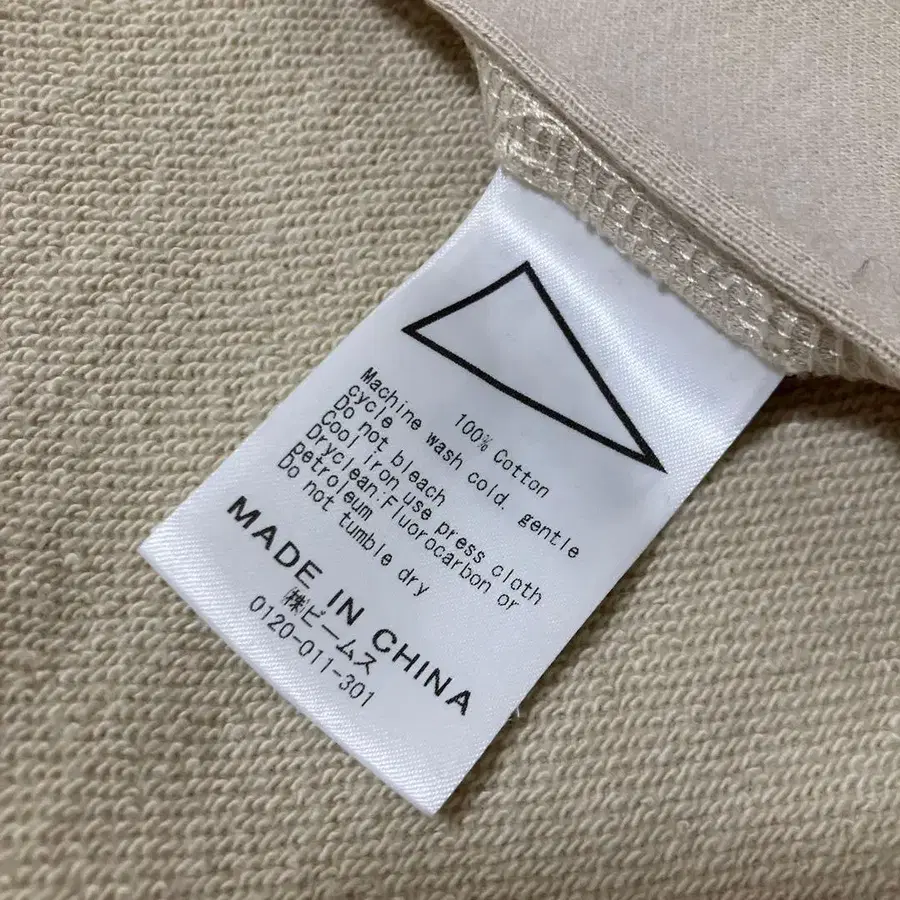 100% Cotton
Machine wash cold. gentle
cycle
Do not bleach
Cool iron use press cloth
Dryclean:Fluorocarbon or
petroleum
Do not tumble dry
MADE IN CHINA
㈱ビームス
0120-011-301